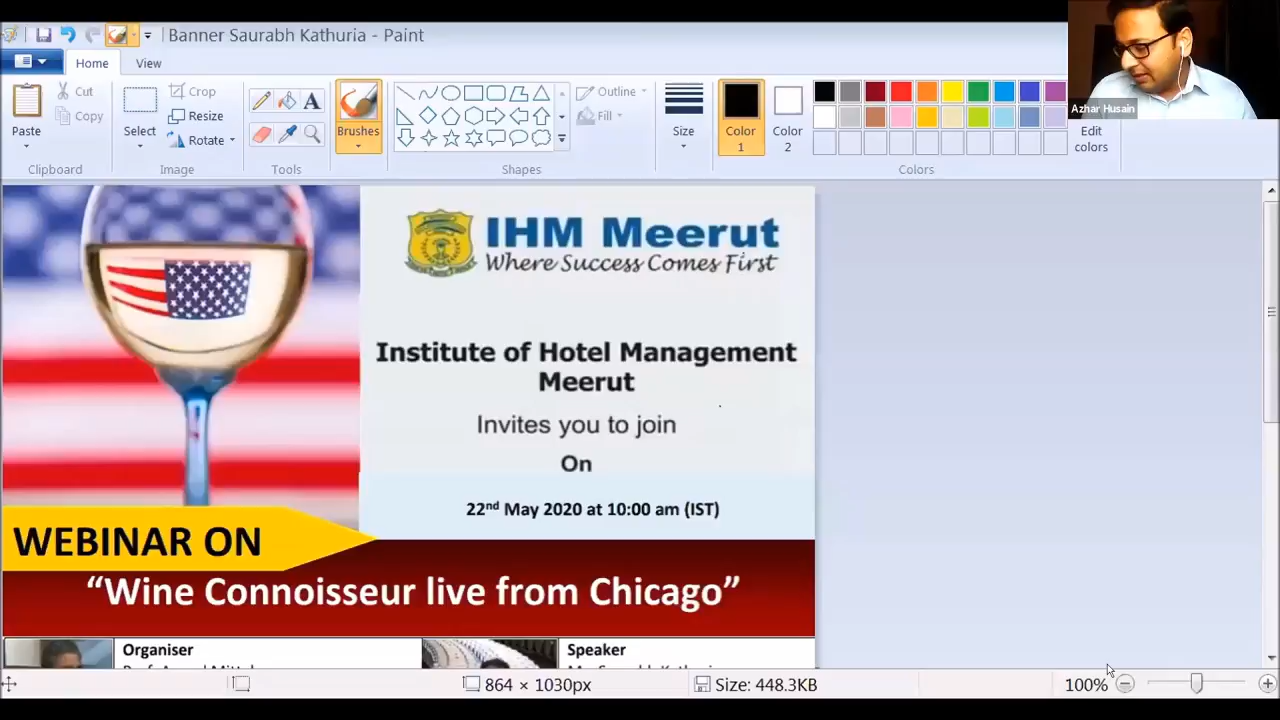 Banner Saurabh Kathuria - Paint
Home View
Paste
Cut
Copy
Clipboard
Select
Crop
Resize
Rotate
Image
A
Tools
Brushes
Outline
Fill
Shapes
Size
Color
1
Color
2
Edit
colors
Colors
Azhar Husain
IHM Meerut
Where Success Comes First
Institute of Hotel Management
Meerut
Invites you to join
On
22nd May 2020 at 10:00 am (IST)
WEBINAR ON
“Wine Connoisseur live from Chicago”
Organiser
Speaker
864 × 1030px
Size: 448.3KB
100%